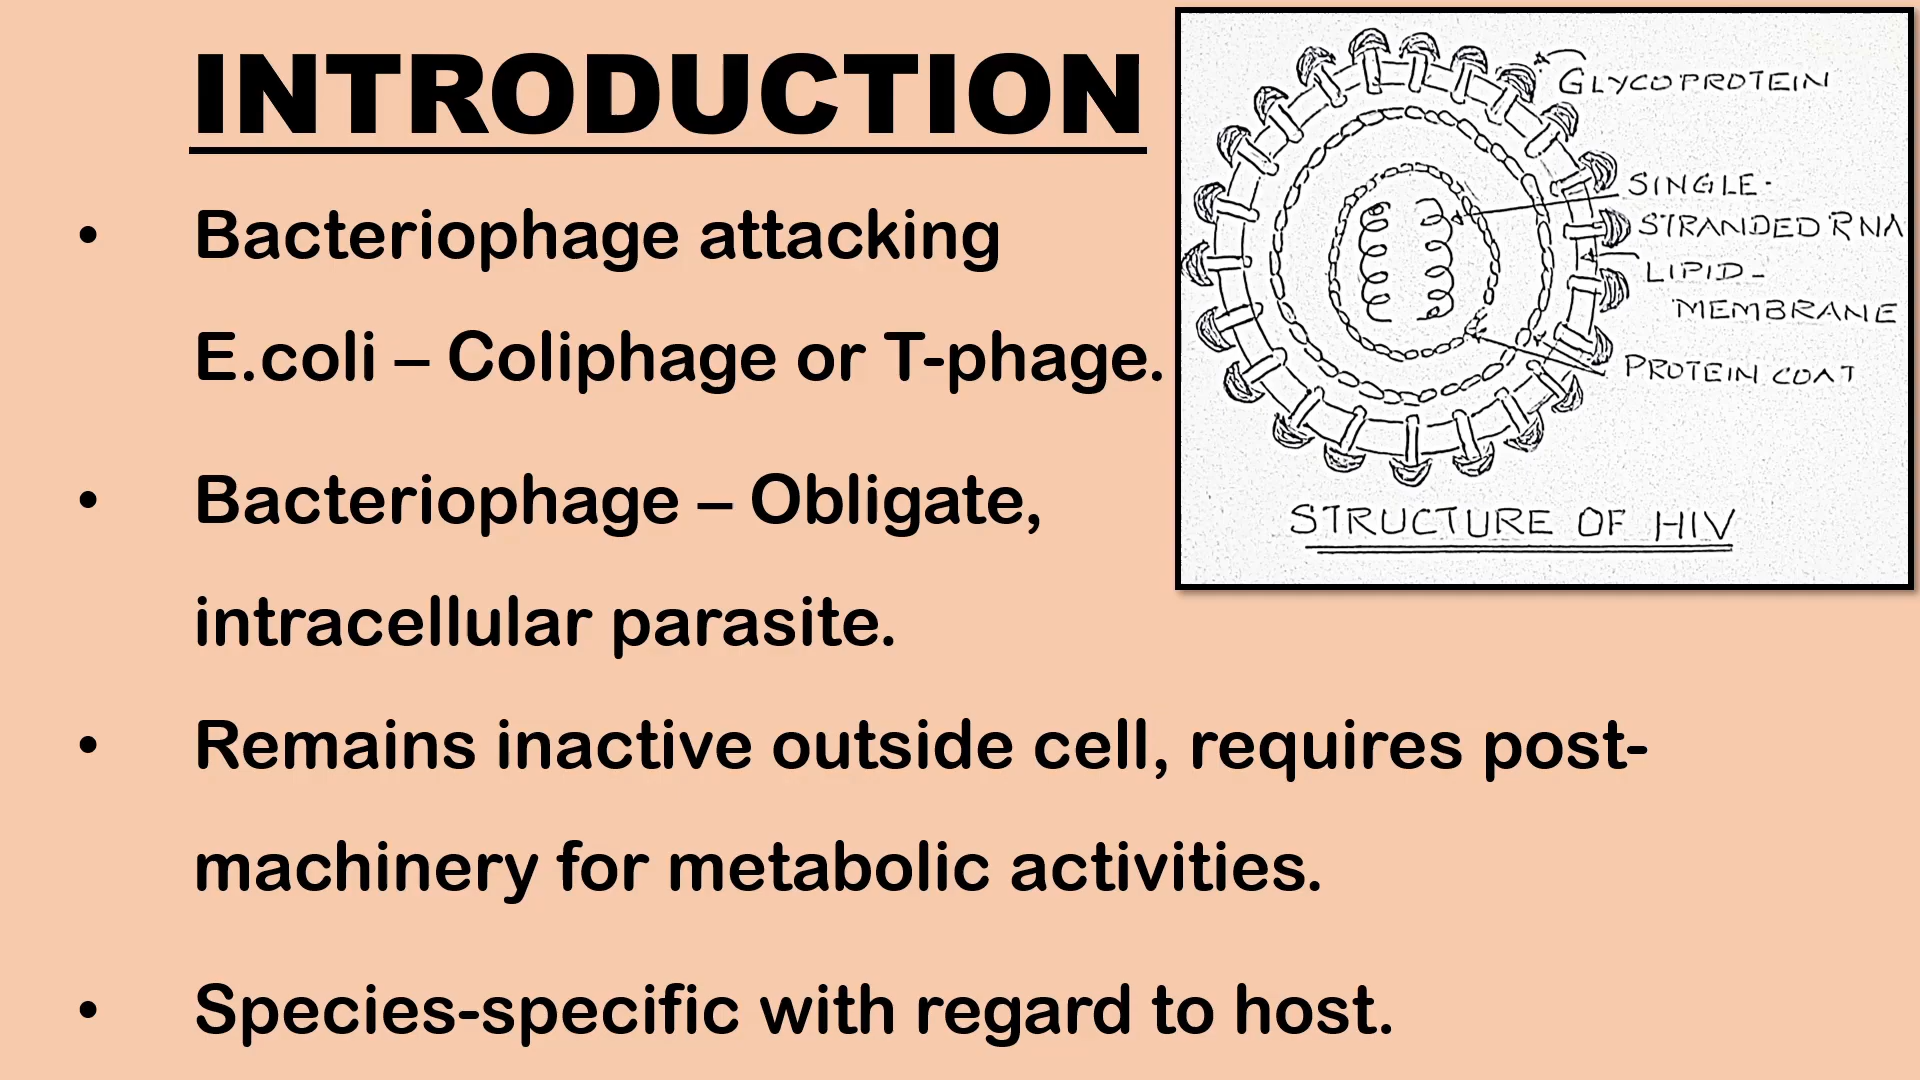 INTRODUCTION
• Bacteriophage attacking
E.coli – Coliphage or T-phage.
• Bacteriophage – Obligate,
intracellular parasite.
• Remains inactive outside cell, requires post-
machinery for metabolic activities.
• Species-specific with regard to host.
GLYCOPROTEIN
SINGLE-
STRANDED RNA
LIPID-
MEMBRANE
PROTEIN COAT
STRUCTURE OF HIV